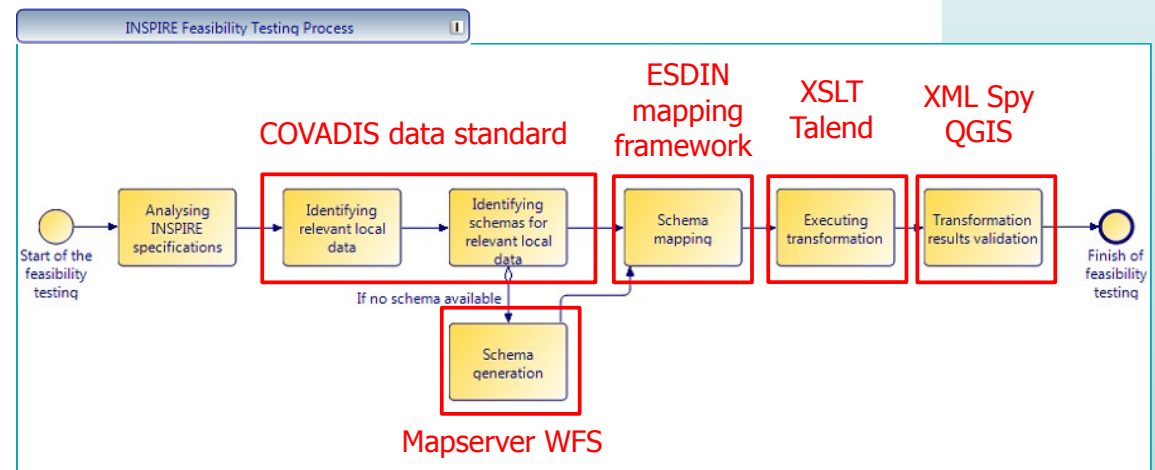 INSPIRE Feasibility Testing Process
COVADIS data standard
ESDIN
mapping
framework
XSLT
Talend
XML Spy
QGIS
Start of the
feasibility
testing
Analysing
INSPIRE
specifications
Identifying
relevant local
data
Identifying
schemas for
relevant local
data
Schema
mapping
Executing
transformation
Transformation
results validation
Finish of
feasibility
testing
If no schema available
Schema
generation
Mapserver WFS